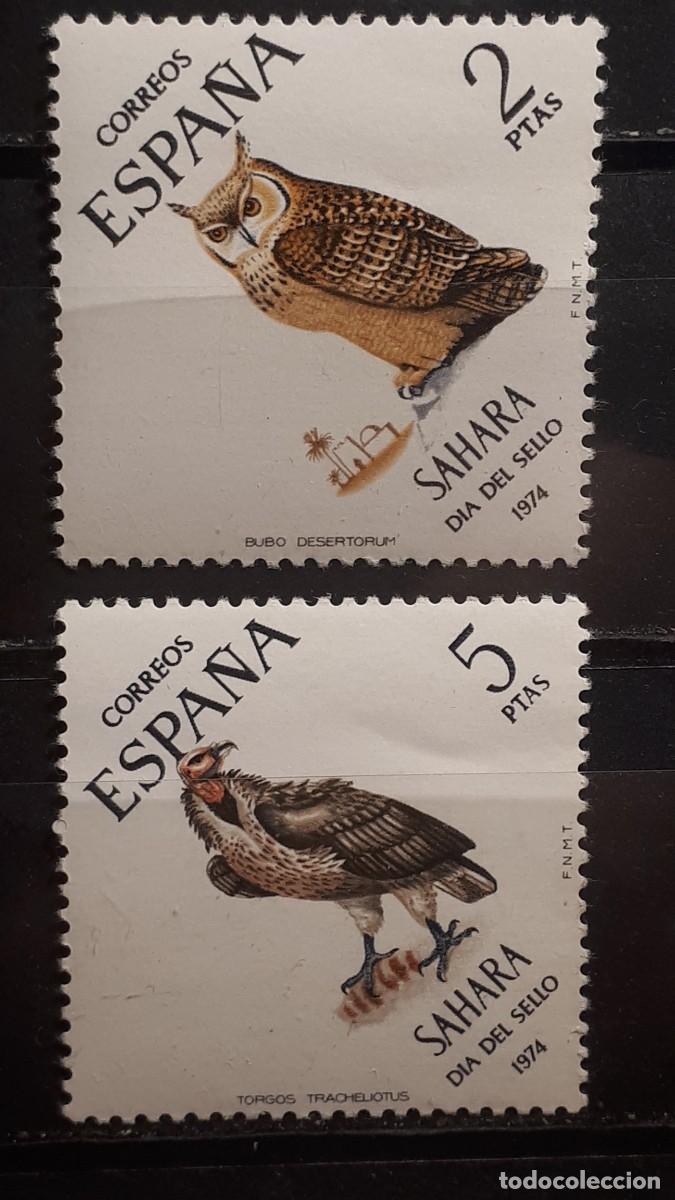 CORREOS
ESPAÑA
2
PTAS
F.N.M.T.
SAHARA
DIA DEL SELLO
1974
BUBO DESERTORUM
CORREOS
ESPAÑA
5
PTAS
F.N.M.T.
SAHARA
DIA DEL SELLO
1974
TORGOS TRACHELIOTUS
todocoleccion